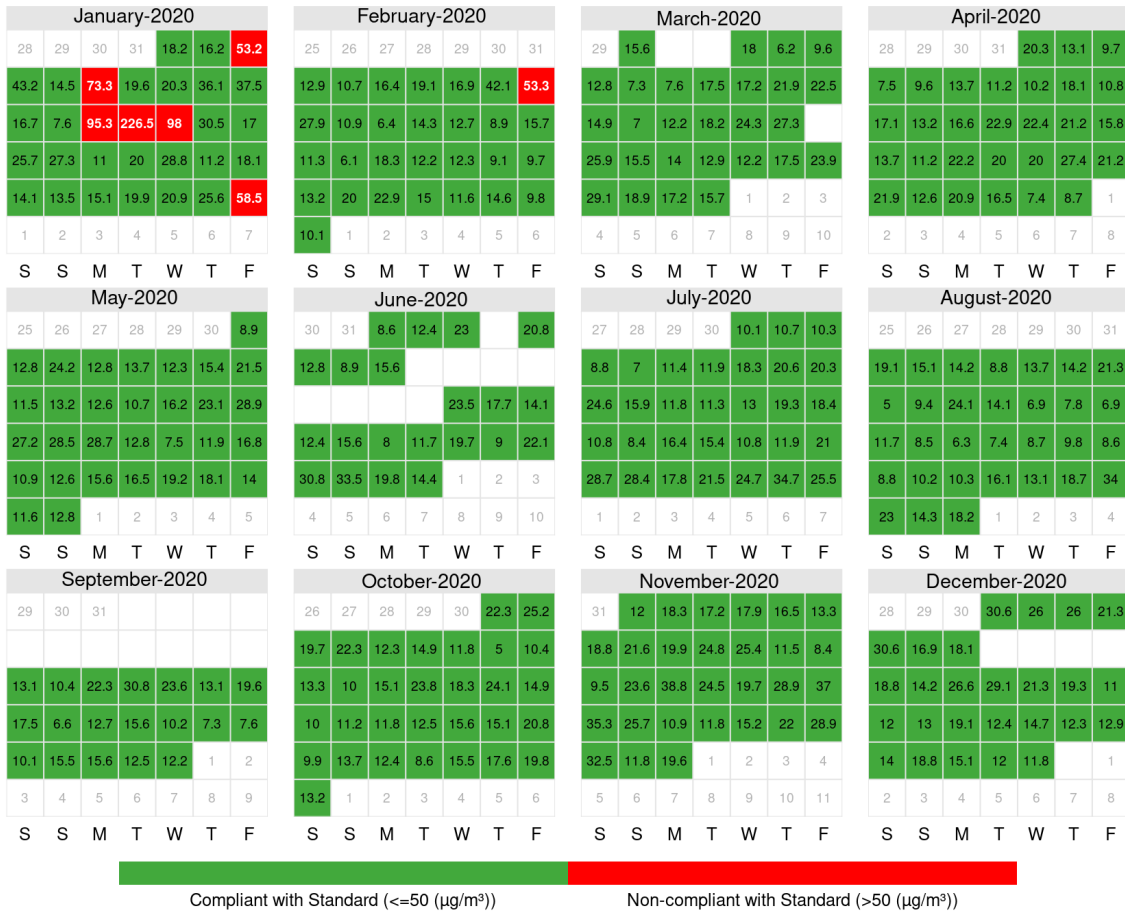 January-2020
28 29 30 31 18.2 16.2 53.2
43.2 14.5 73.3 19.6 20.3 36.1 37.5
16.7 7.6 95.3 226.5 98 30.5 17
25.7 27.3 11 20 28.8 11.2 18.1
14.1 13.5 15.1 19.9 20.9 25.6 58.5
1 2 3 4 5 6 7
S S M T W T F
February-2020
25 26 27 28 29 30 31
12.9 10.7 16.4 19.1 16.9 42.1 53.3
27.9 10.9 6.4 14.3 12.7 8.9 15.7
11.3 6.1 18.3 12.2 12.3 9.1 9.7
13.2 20 22.9 15 11.6 14.6 9.8
10.1 1 2 3 4 5 6
S S M T W T F
March-2020
29 15.6 18 6.2 9.6
12.8 7.3 7.6 17.5 17.2 21.9 22.5
14.9 7 12.2 18.2 24.3 27.3
25.9 15.5 14 12.9 12.2 17.5 23.9
29.1 18.9 17.2 15.7 1 2 3
4 5 6 7 8 9 10
S S M T W T F
April-2020
28 29 30 31 20.3 13.1 9.7
7.5 9.6 13.7 11.2 10.2 18.1 10.8
17.1 13.2 16.6 22.9 22.4 21.2 15.8
13.7 11.2 22.2 20 20 27.4 21.2
21.9 12.6 20.9 16.5 7.4 8.7 1
2 3 4 5 6 7 8
S S M T W T F
May-2020
25 26 27 28 29 30 8.9
12.8 24.2 12.8 13.7 12.3 15.4 21.5
11.5 13.2 12.6 10.7 16.2 23.1 28.9
27.2 28.5 28.7 12.8 7.5 11.9 16.8
10.9 12.6 15.6 16.5 19.2 18.1 14
11.6 12.8 1 2 3 4 5
S S M T W T F
June-2020
30 31 8.6 12.4 23 20.8
12.8 8.9 15.6
23.5 17.7 14.1
12.4 15.6 8 11.7 19.7 9 22.1
30.8 33.5 19.8 14.4 1 2 3
4 5 6 7 8 9 10
S S M T W T F
July-2020
27 28 29 30 10.1 10.7 10.3
8.8 7 11.4 11.9 18.3 20.6 20.3
24.6 15.9 11.8 11.3 13 19.3 18.4
10.8 8.4 16.4 15.4 10.8 11.9 21
28.7 28.4 17.8 21.5 24.7 34.7 25.5
1 2 3 4 5 6 7
S S M T W T F
August-2020
25 26 27 28 29 30 31
19.1 15.1 14.2 8.8 13.7 14.2 21.3
5 9.4 24.1 14.1 6.9 7.8 6.9
11.7 8.5 6.3 7.4 8.7 9.8 8.6
8.8 10.2 10.3 16.1 13.1 18.7 34
23 14.3 18.2 1 2 3 4
S S M T W T F
September-2020
29 30 31
13.1 10.4 22.3 30.8 23.6 13.1 19.6
17.5 6.6 12.7 15.6 10.2 7.3 7.6
10.1 15.5 15.6 12.5 12.2 1 2
3 4 5 6 7 8 9
S S M T W T F
October-2020
26 27 28 29 30 22.3 25.2
19.7 22.3 12.3 14.9 11.8 5 10.4
13.3 10 15.1 23.8 18.3 24.1 14.9
10 11.2 11.8 12.5 15.6 15.1 20.8
9.9 13.7 12.4 8.6 15.5 17.6 19.8
13.2 1 2 3 4 5 6
S S M T W T F
November-2020
31 12 18.3 17.2 17.9 16.5 13.3
18.8 21.6 19.9 24.8 25.4 11.5 8.4
9.5 23.6 38.8 24.5 19.7 28.9 37
35.3 25.7 10.9 11.8 15.2 22 28.9
32.5 11.8 19.6 1 2 3 4
5 6 7 8 9 10 11
S S M T W T F
December-2020
28 29 30 30.6 26 26 21.3
30.6 16.9 18.1
18.8 14.2 26.6 29.1 21.3 19.3 11
12 13 19.1 12.4 14.7 12.3 12.9
14 18.8 15.1 12 11.8 1
2 3 4 5 6 7 8
S S M T W T F
Compliant with Standard (<=50 (µg/m³))
Non-compliant with Standard (>50 (µg/m³))